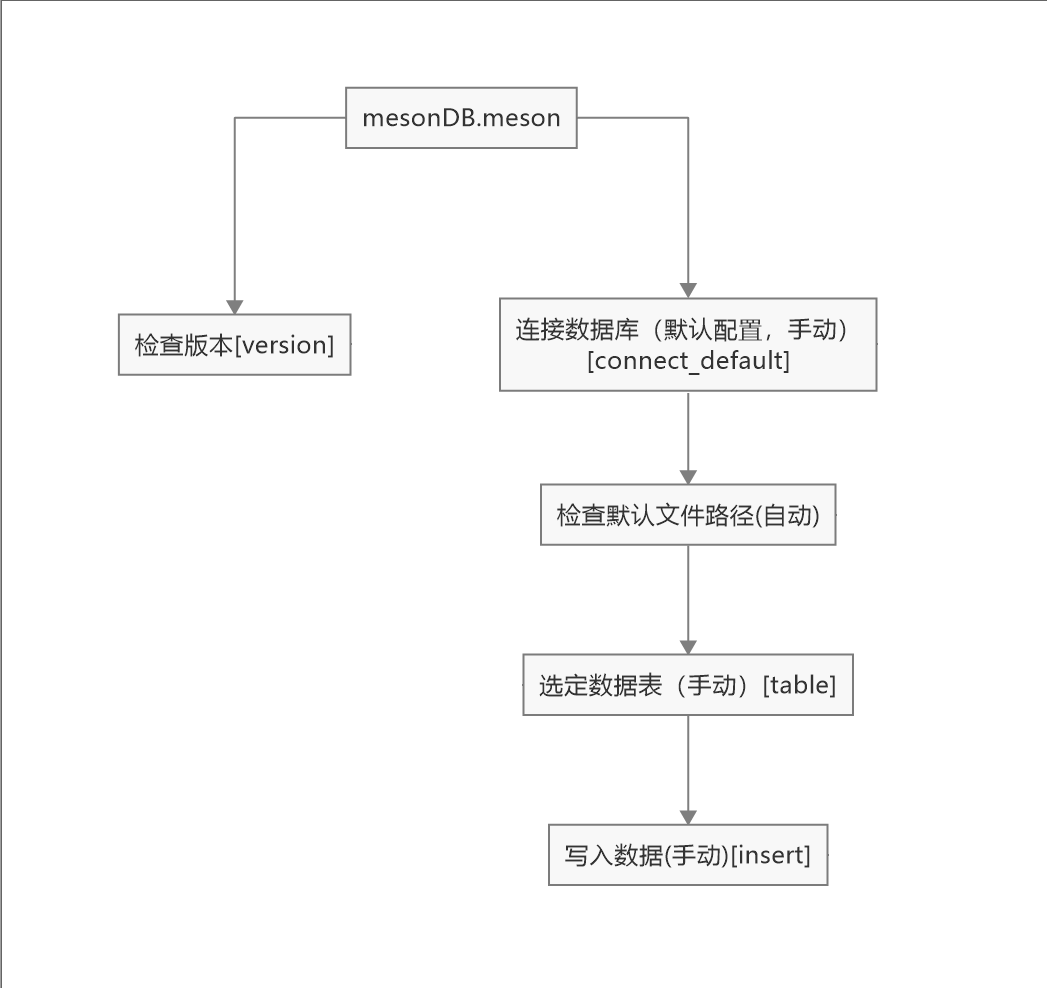 mesonDB.meson
检查版本[version]
连接数据库（默认配置，手动）
[connect_default]
检查默认文件路径(自动)
选定数据表（手动）[table]
写入数据(手动)[insert]